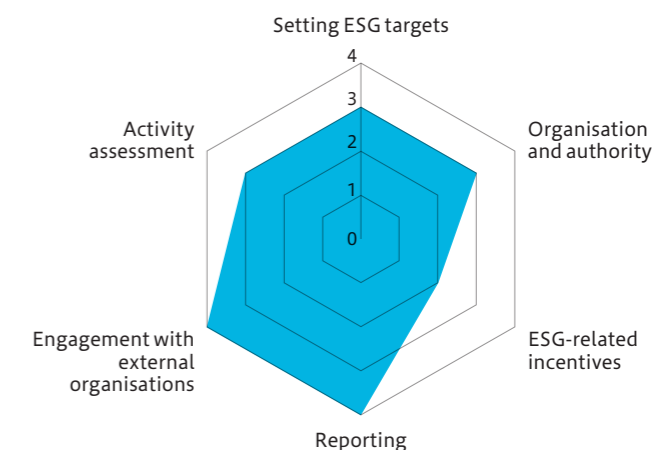 Setting ESG targets
4
3
2
1
0
Activity
assessment
Organisation
and authority
Engagement with
external
organisations
ESG-related
incentives
Reporting